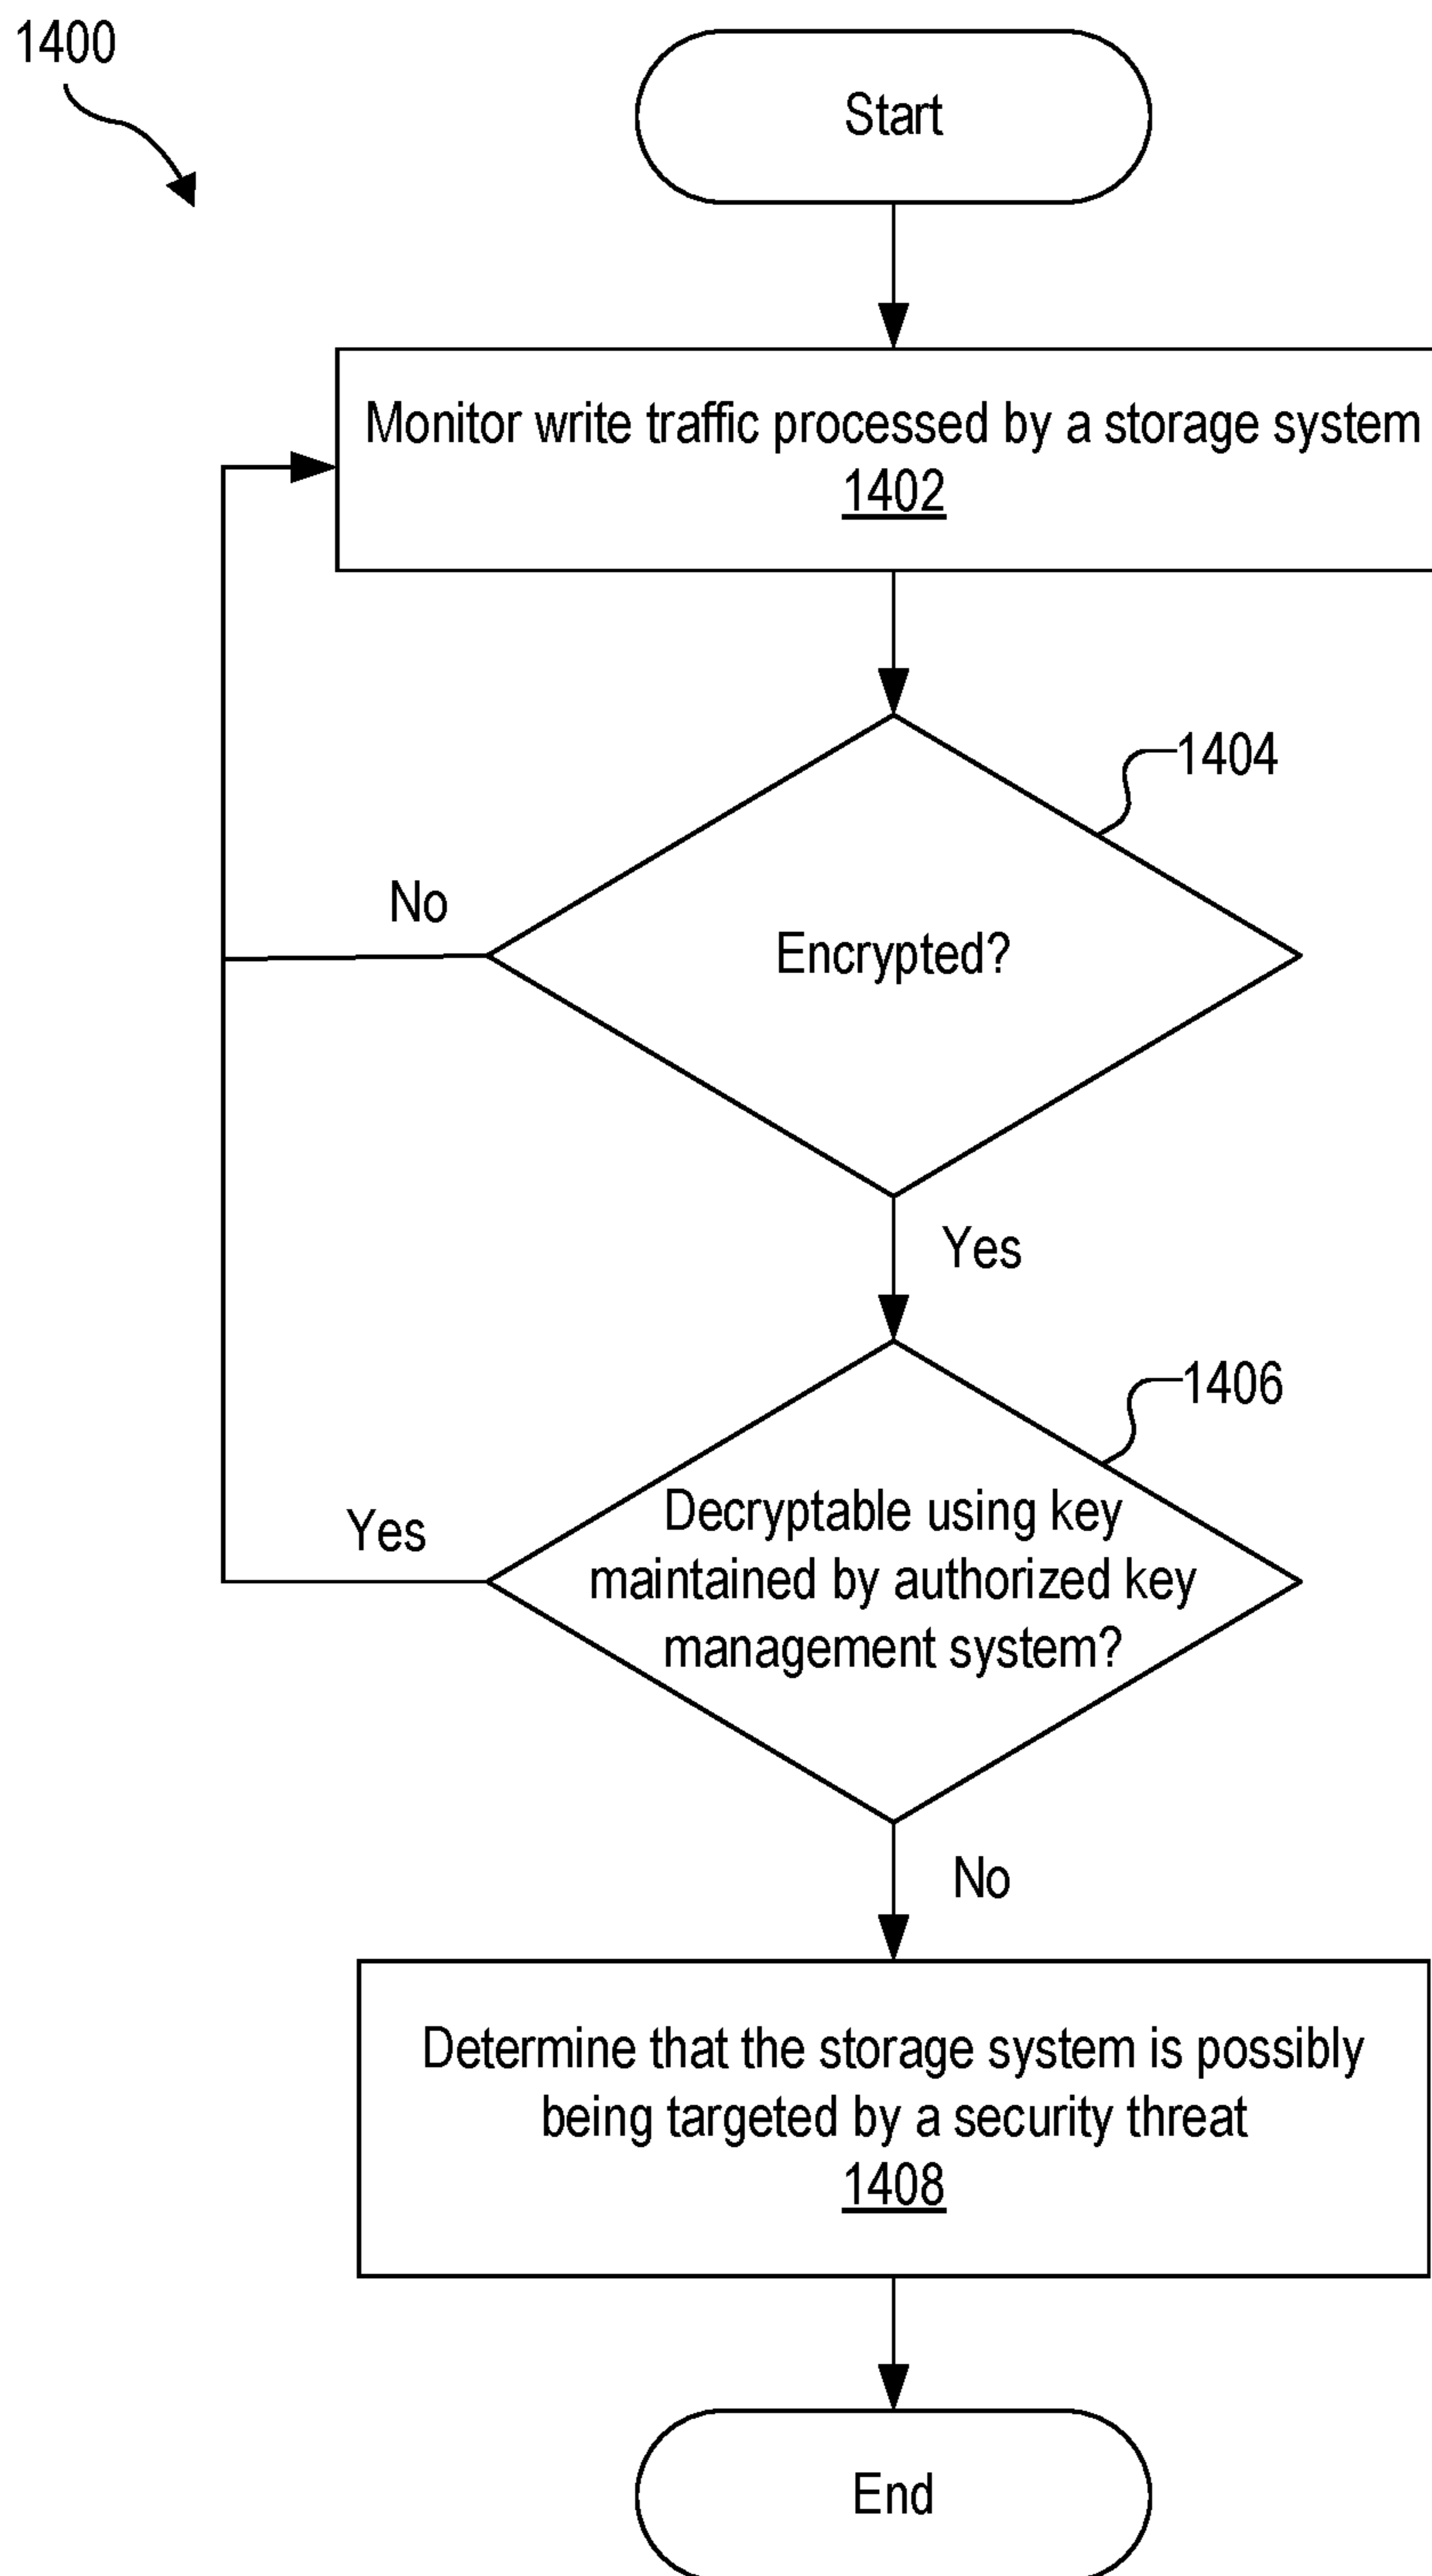 1400
Start
Monitor write traffic processed by a storage system
1402
1404
No
Encrypted?
Yes
1406
Yes
Decryptable using key
maintained by authorized key
management system?
No
Determine that the storage system is possibly
being targeted by a security threat
1408
End